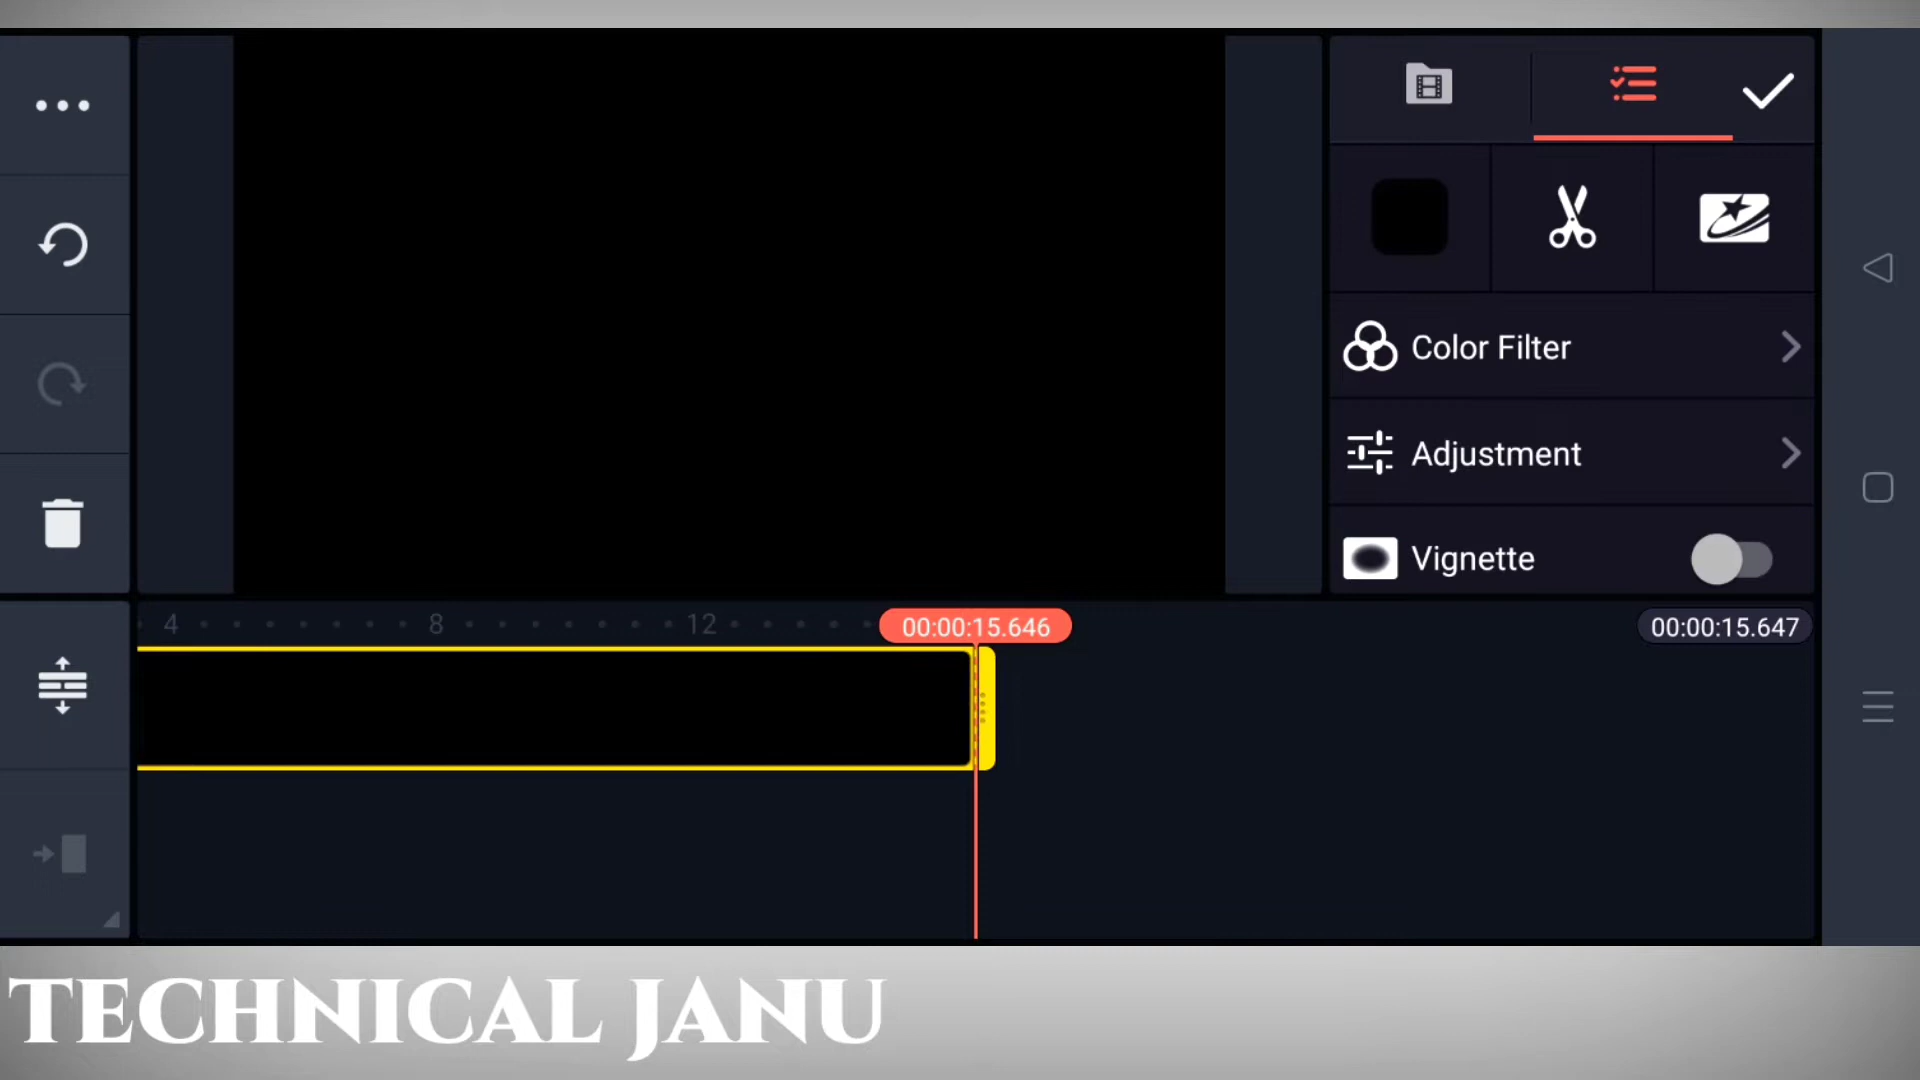 Color Filter
Adjustment
Vignette
4 8 12 00:00:15.646 00:00:15.647
TECHNICAL JANU